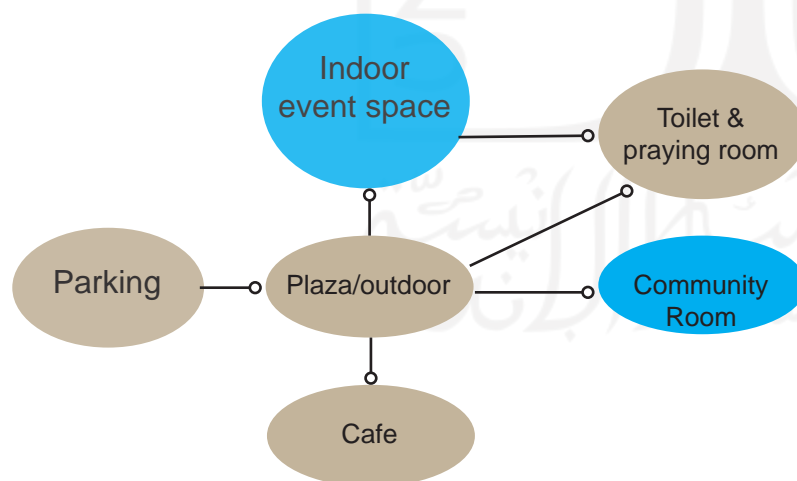 Indoor
event space
Toilet &
praying room
Parking
Plaza/outdoor
Community
Room
Cafe